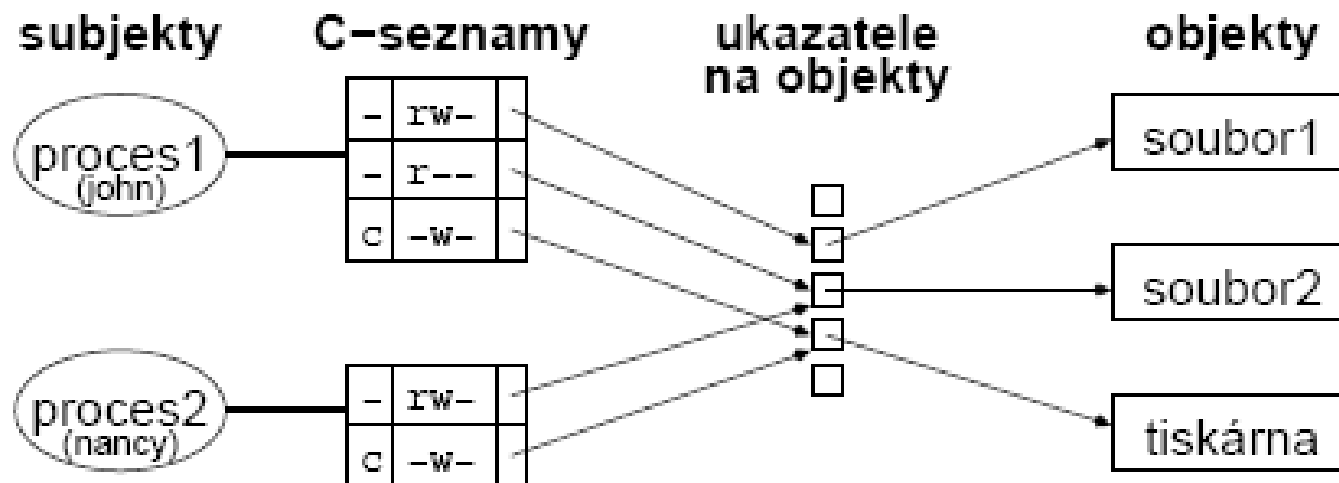 subjekty
C-seznamy
ukazatele
na objekty
objekty
proces1
(john)
- rw-
- r--
C -w-
soubor1
soubor2
proces2
(nancy)
- rw-
C -w-
tiskárna